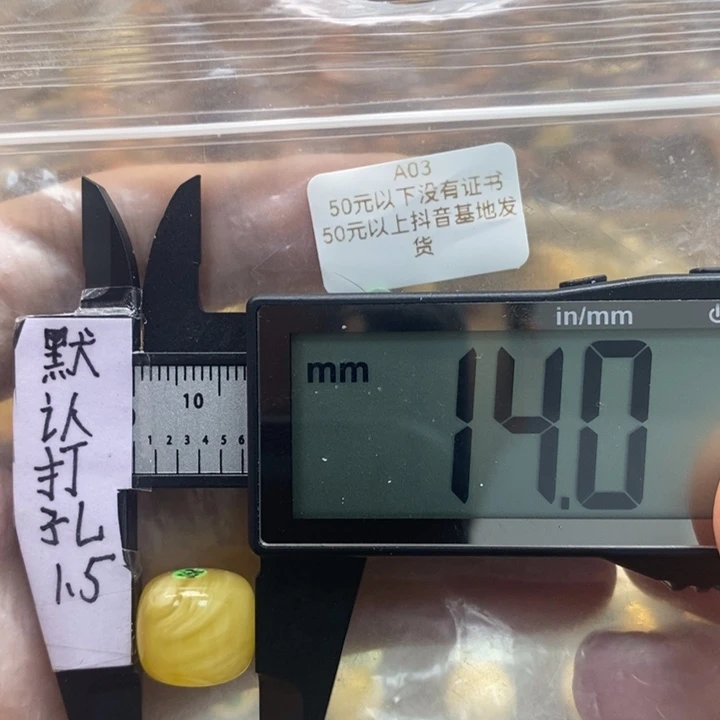 A03
50元以下没有证书
50元以上抖音基地发
货
in/mm
mm
14.0
默
认
打
孔
1.5
10
1 2 3 4 5 6